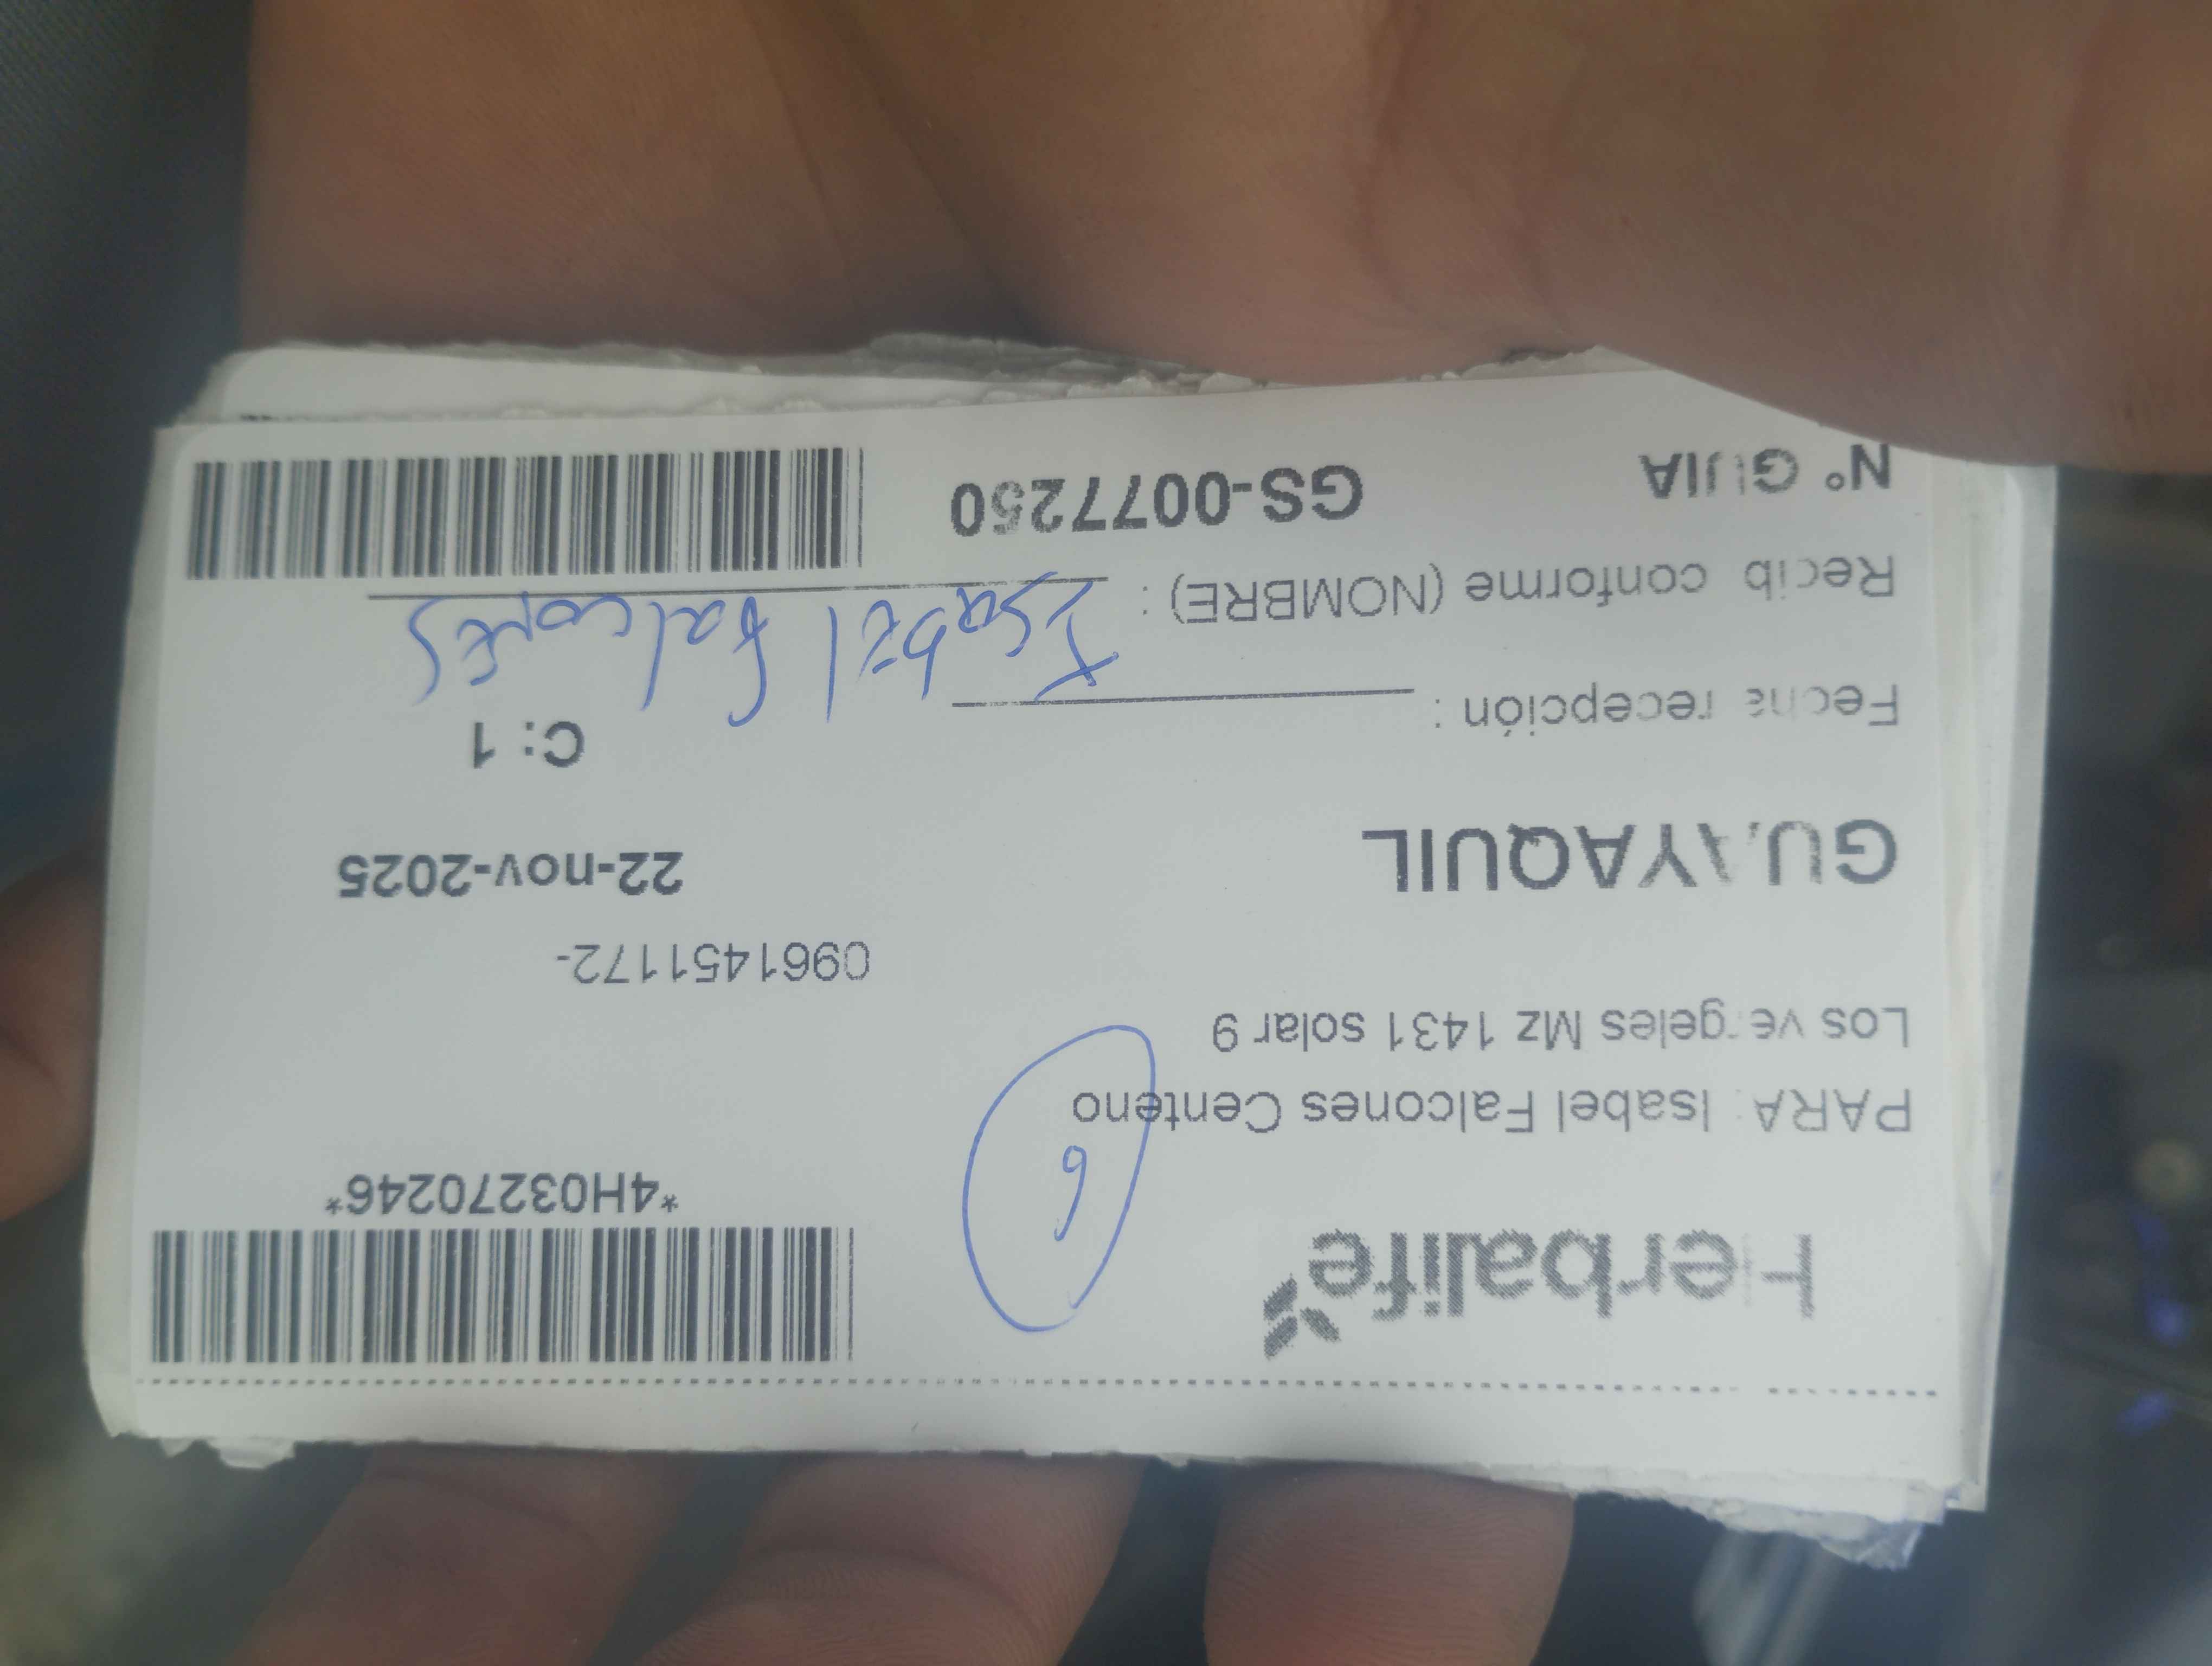 Herbalife
*4H03270246*
6
PARA: Isabel Falcones Centeno
Los vergeles Mz 1431 solar 9
0961451172-
GUAYAQUIL
22-nov-2025
C: 1
Fecha recepción :
Recib conforme (NOMBRE) : Isabel Falcones
N° GUIA GS-0077250